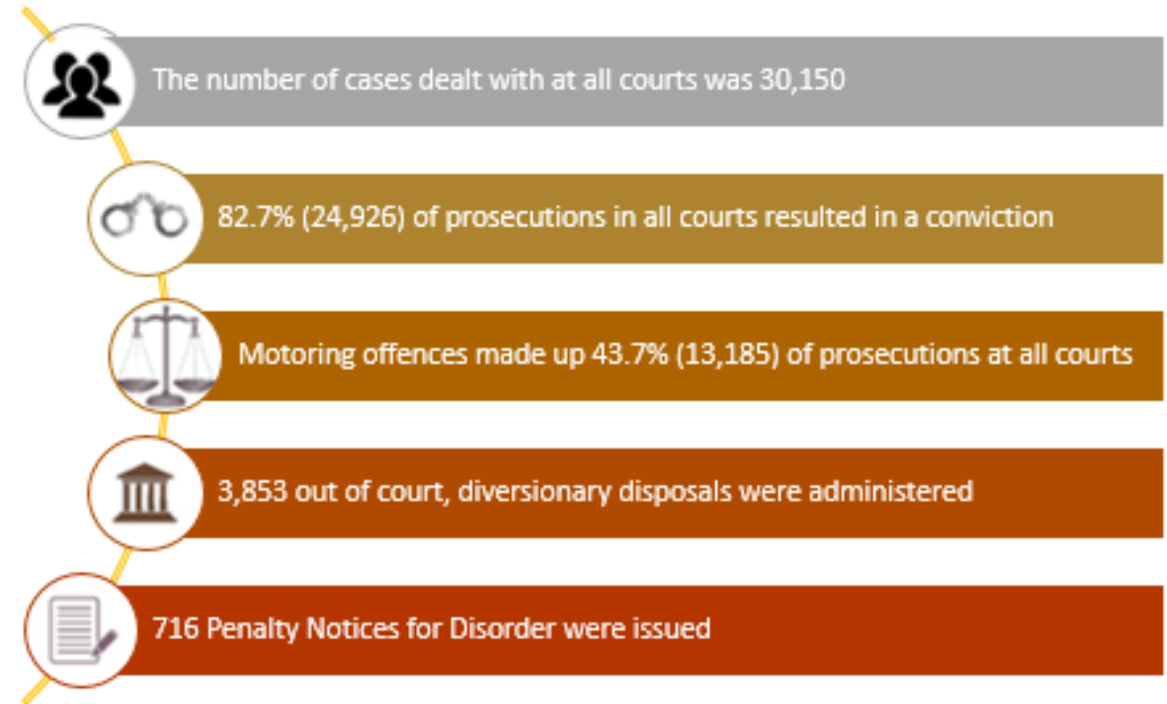 The number of cases dealt with at all courts was 30,150
82.7% (24,926) of prosecutions in all courts resulted in a conviction
Motoring offences made up 43.7% (13,185) of prosecutions at all courts
3,853 out of court, diversionary disposals were administered
716 Penalty Notices for Disorder were issued